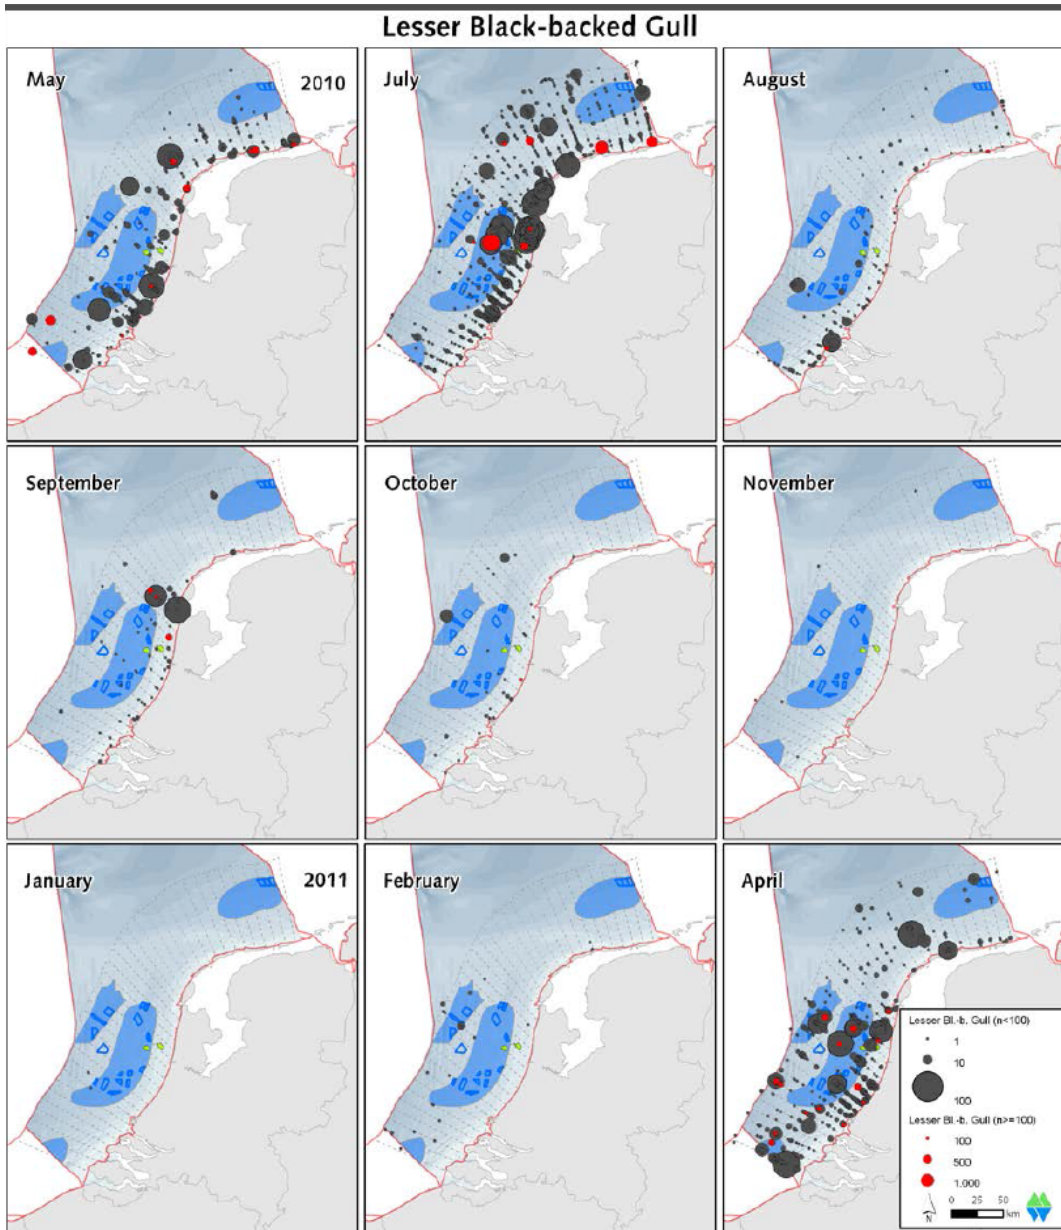 Lesser Black-backed Gull
May
2010
July
August
September
October
November
January
2011
February
April
Lesser Bl.-b. Gull (n<100)
1
10
100
Lesser Bl.-b. Gull (n>=100)
100
500
1.000
0 25 50
km
N